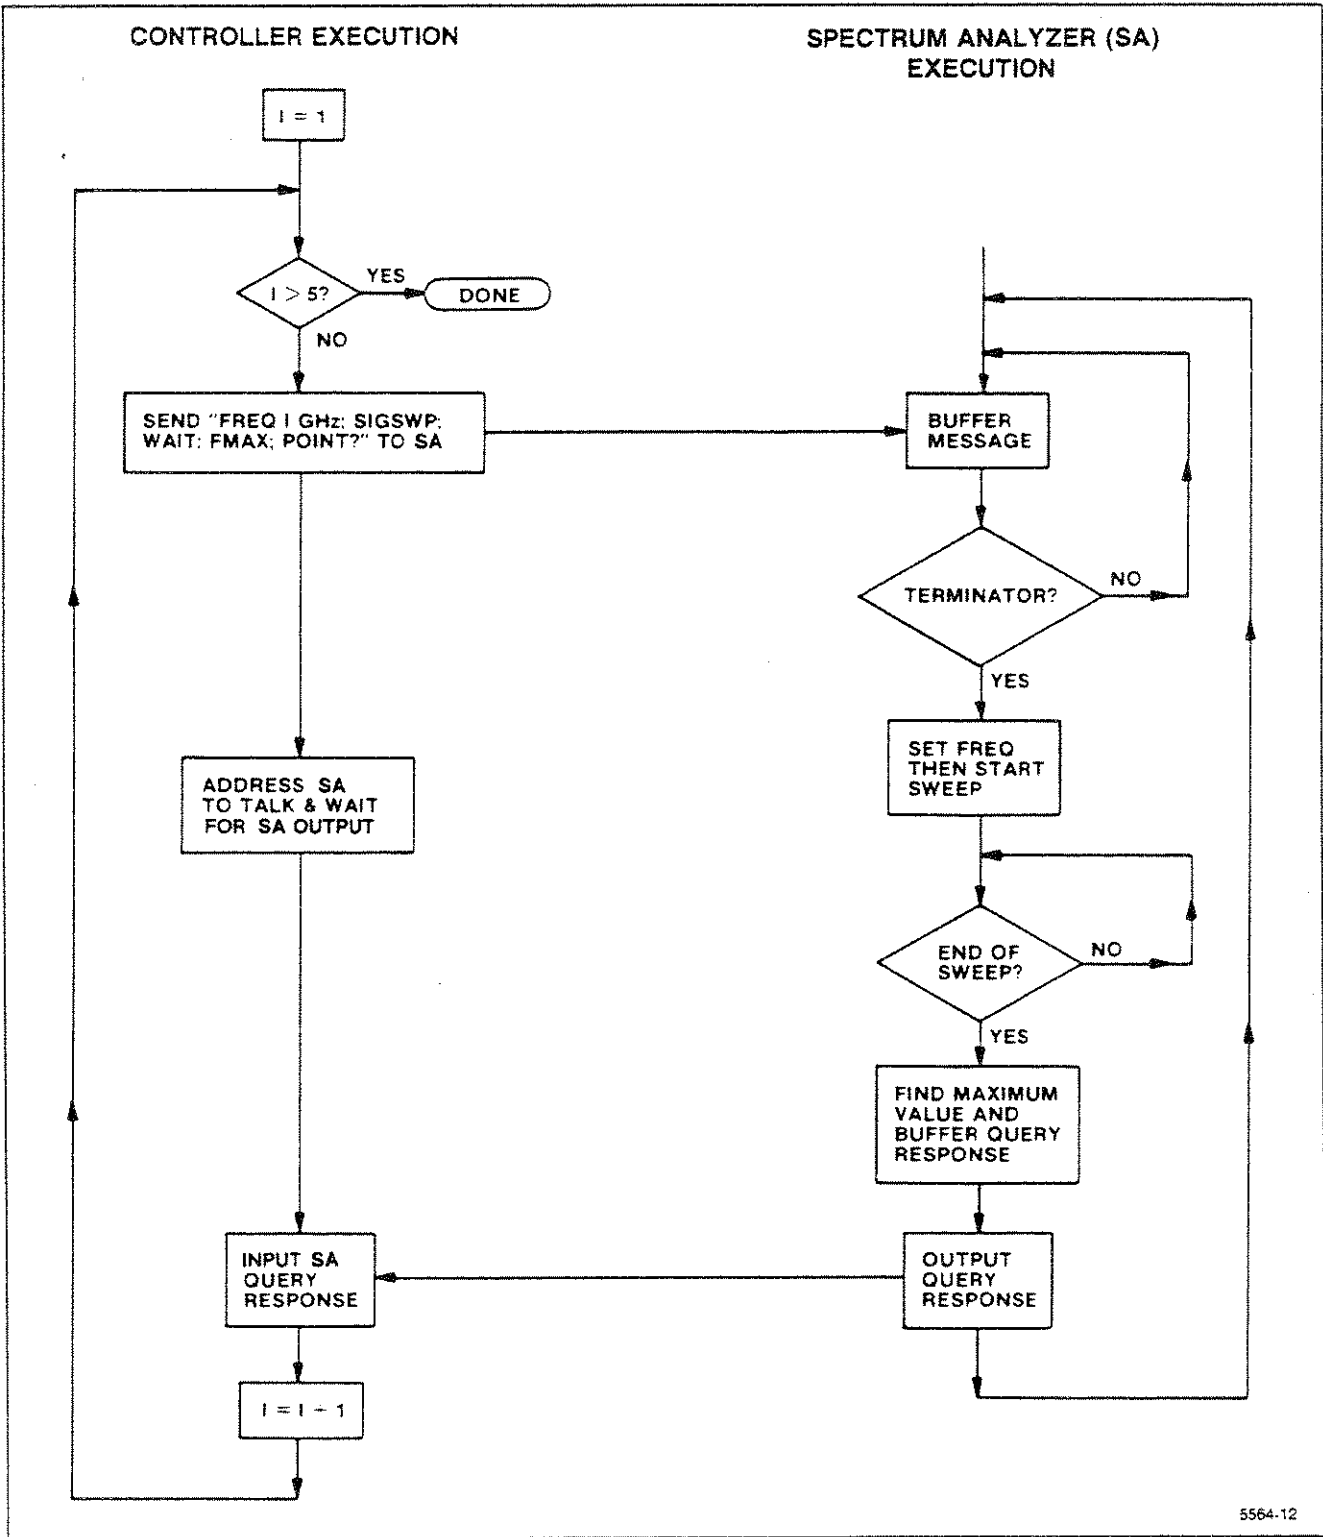 CONTROLLER EXECUTION
SPECTRUM ANALYZER (SA)
EXECUTION
I = 1
I > 5?
YES
DONE
NO
SEND "FREQ I GHz; SIGSWP;
WAIT; FMAX; POINT?" TO SA
BUFFER
MESSAGE
TERMINATOR?
NO
YES
SET FREQ
THEN START
SWEEP
ADDRESS SA
TO TALK & WAIT
FOR SA OUTPUT
END OF
SWEEP?
NO
YES
FIND MAXIMUM
VALUE AND
BUFFER QUERY
RESPONSE
INPUT SA
QUERY
RESPONSE
OUTPUT
QUERY
RESPONSE
I = I + 1
5564-12